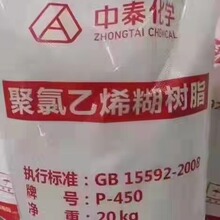 中泰化学
ZHONGTAI CHEMICAL
聚氯乙烯糊树脂
执行标准：GB 15592-2008
牌 号：P-450
净 重：20kg